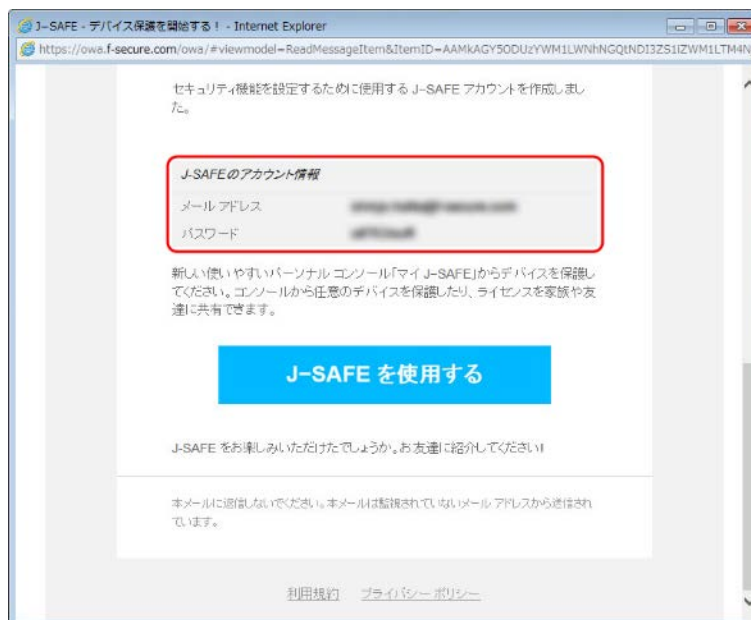 J-SAFE - デバイス保護を開始する! - Internet Explorer
https://owa.f-secure.com/owa/#viewmodel=ReadMessageItem&ItemID=AAMkAGY5ODUzYWM1LWNhNGQtNDI3ZS1iZWM1LTM4N
セキュリティ機能を設定するために使用する J-SAFE アカウントを作成しまし
た。
J-SAFEのアカウント情報
メール アドレス
パスワード
新しい使いやすいパーソナル コンソール「マイ J-SAFE」からデバイスを保護し
てください。コンソールから任意のデバイスを保護したり、ライセンスを家族や友
達に共有できます。
J-SAFE を使用する
J-SAFE をお楽しみいただけたでしょうか。お友達に紹介してください!
本メールに返信しないでください。本メールは監視されていないメール アドレスから送信され
ています。
利用規約 プライバシー ポリシー